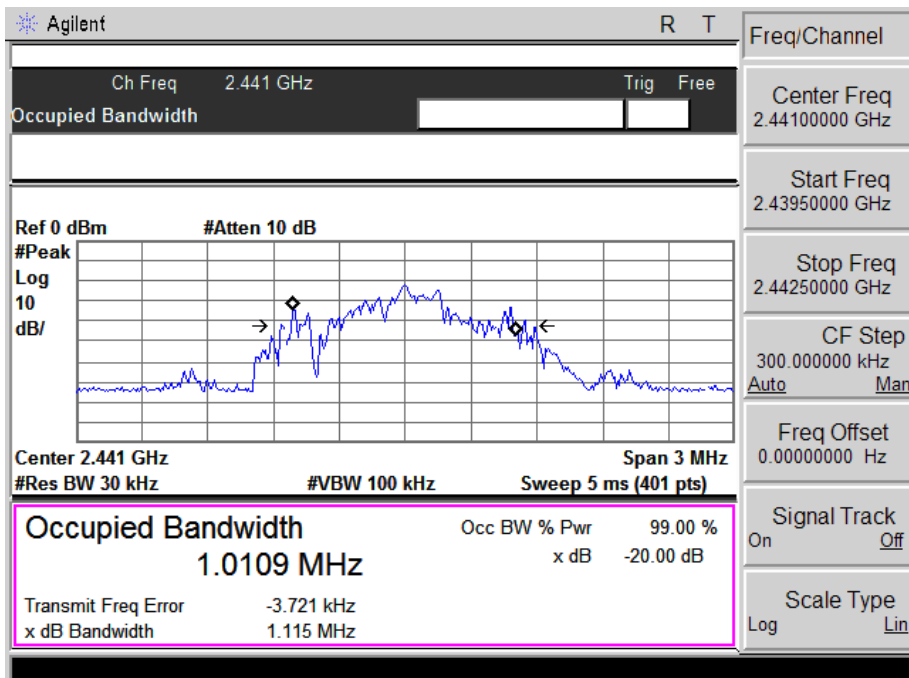 Agilent R T
Ch Freq 2.441 GHz Trig Free
Occupied Bandwidth
Ref 0 dBm #Atten 10 dB
#Peak
Log
10
dB/
Center 2.441 GHz Span 3 MHz
#Res BW 30 kHz #VBW 100 kHz Sweep 5 ms (401 pts)
Occupied Bandwidth
1.0109 MHz
Occ BW % Pwr 99.00 %
x dB -20.00 dB
Transmit Freq Error -3.721 kHz
x dB Bandwidth 1.115 MHz
Freq/Channel
Center Freq
2.44100000 GHz
Start Freq
2.43950000 GHz
Stop Freq
2.44250000 GHz
CF Step
300.000000 kHz
Auto Man
Freq Offset
0.00000000 Hz
Signal Track
On Off
Scale Type
Log Lin